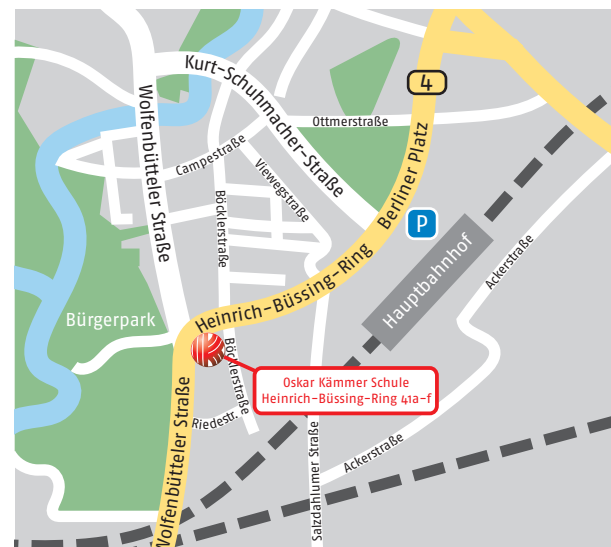 Kurt-Schuhmacher-Straße
4
Wolfenbütteler Straße
Ottmerstraße
Campestraße
Viewegstraße
Berliner Platz
Böcklerstraße
P
Hauptbahnhof
Ackerstraße
Heinrich-Büssing-Ring
Bürgerpark
Böcklerstraße
Oskar Kämmer Schule
Heinrich-Büssing-Ring 41a-f
Riedestr.
Wolfenbütteler Straße
Salzdahlumer Straße
Ackerstraße